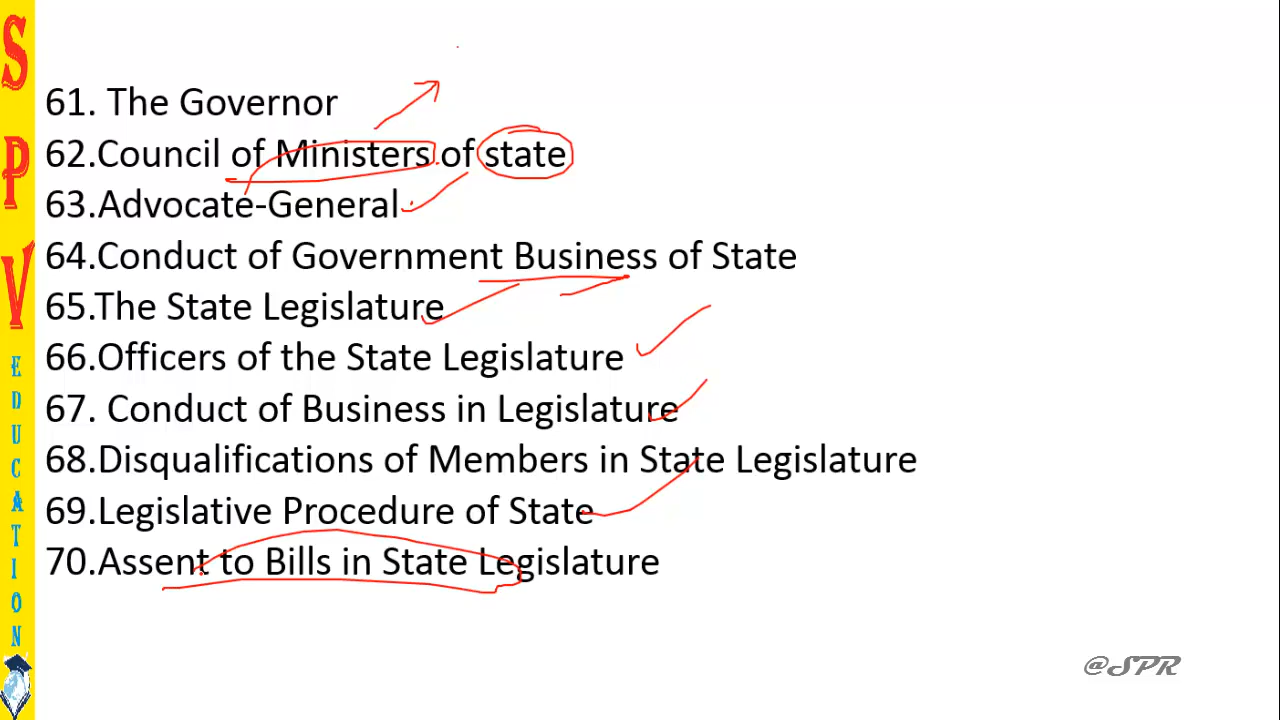 SPV EDUCATION
61. The Governor
62.Council of Ministers of state
63.Advocate-General
64.Conduct of Government Business of State
65.The State Legislature
66.Officers of the State Legislature
67. Conduct of Business in Legislature
68.Disqualifications of Members in State Legislature
69.Legislative Procedure of State
70.Assent to Bills in State Legislature
@SPR